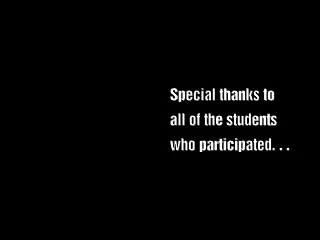 Special thanks to
all of the students
who participated. . .